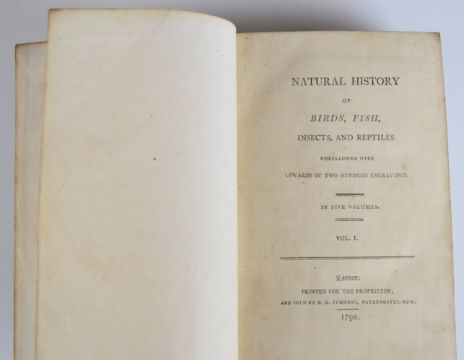 NATURAL HISTORY
OF
BIRDS, FISH,
INSECTS, AND REPTILES.
EMBELLISHED WITH
UPWARDS OF TWO HUNDRED ENGRAVINGS.
IN FIVE VOLUMES.
VOL. I.
London:
PRINTED FOR THE PROPRIETOR,
AND SOLD BY H. D. SYMONDS, PATERNOSTER-ROW.